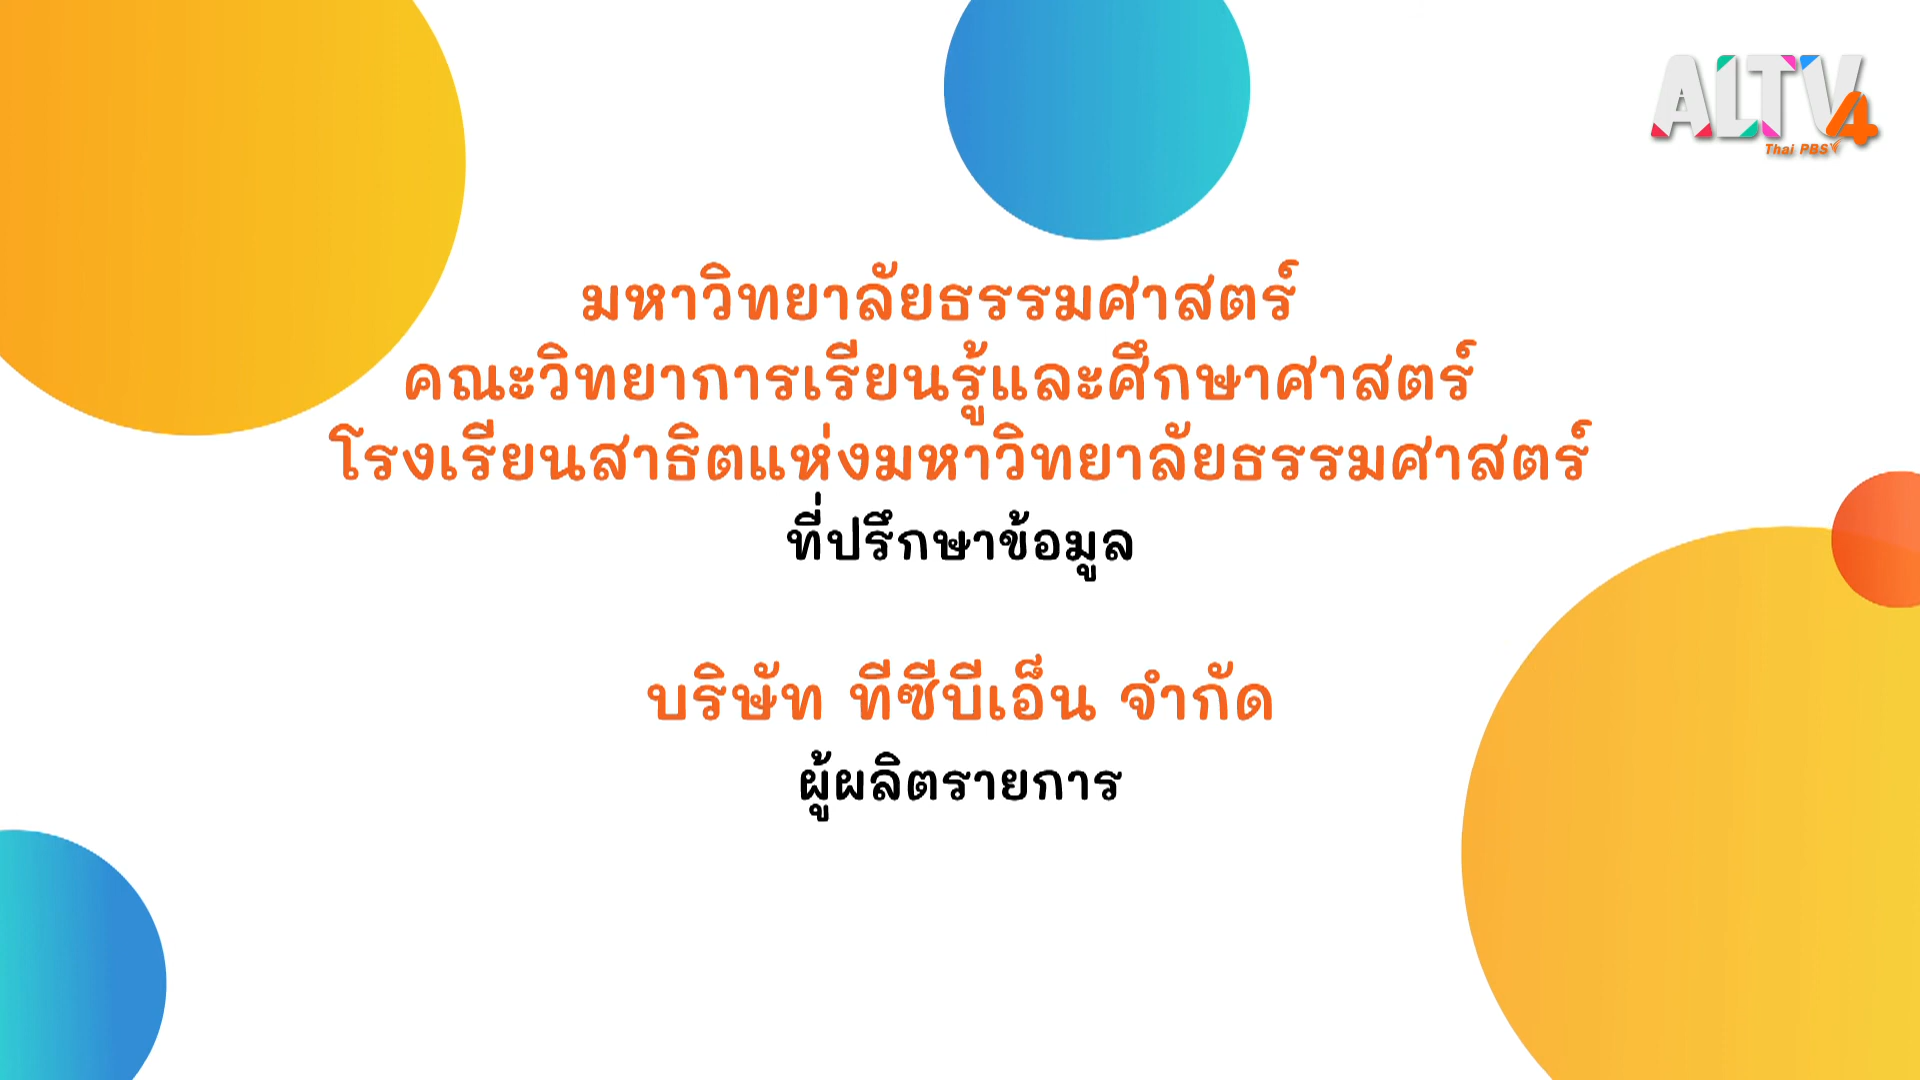 ALTV4
Thai PBS
มหาวิทยาลัยธรรมศาสตร์
คณะวิทยาการเรียนรู้และศึกษาศาสตร์
โรงเรียนสาธิตแห่งมหาวิทยาลัยธรรมศาสตร์
ที่ปรึกษาข้อมูล
บริษัท ทีซีบีเอ็น จำกัด
ผู้ผลิตรายการ